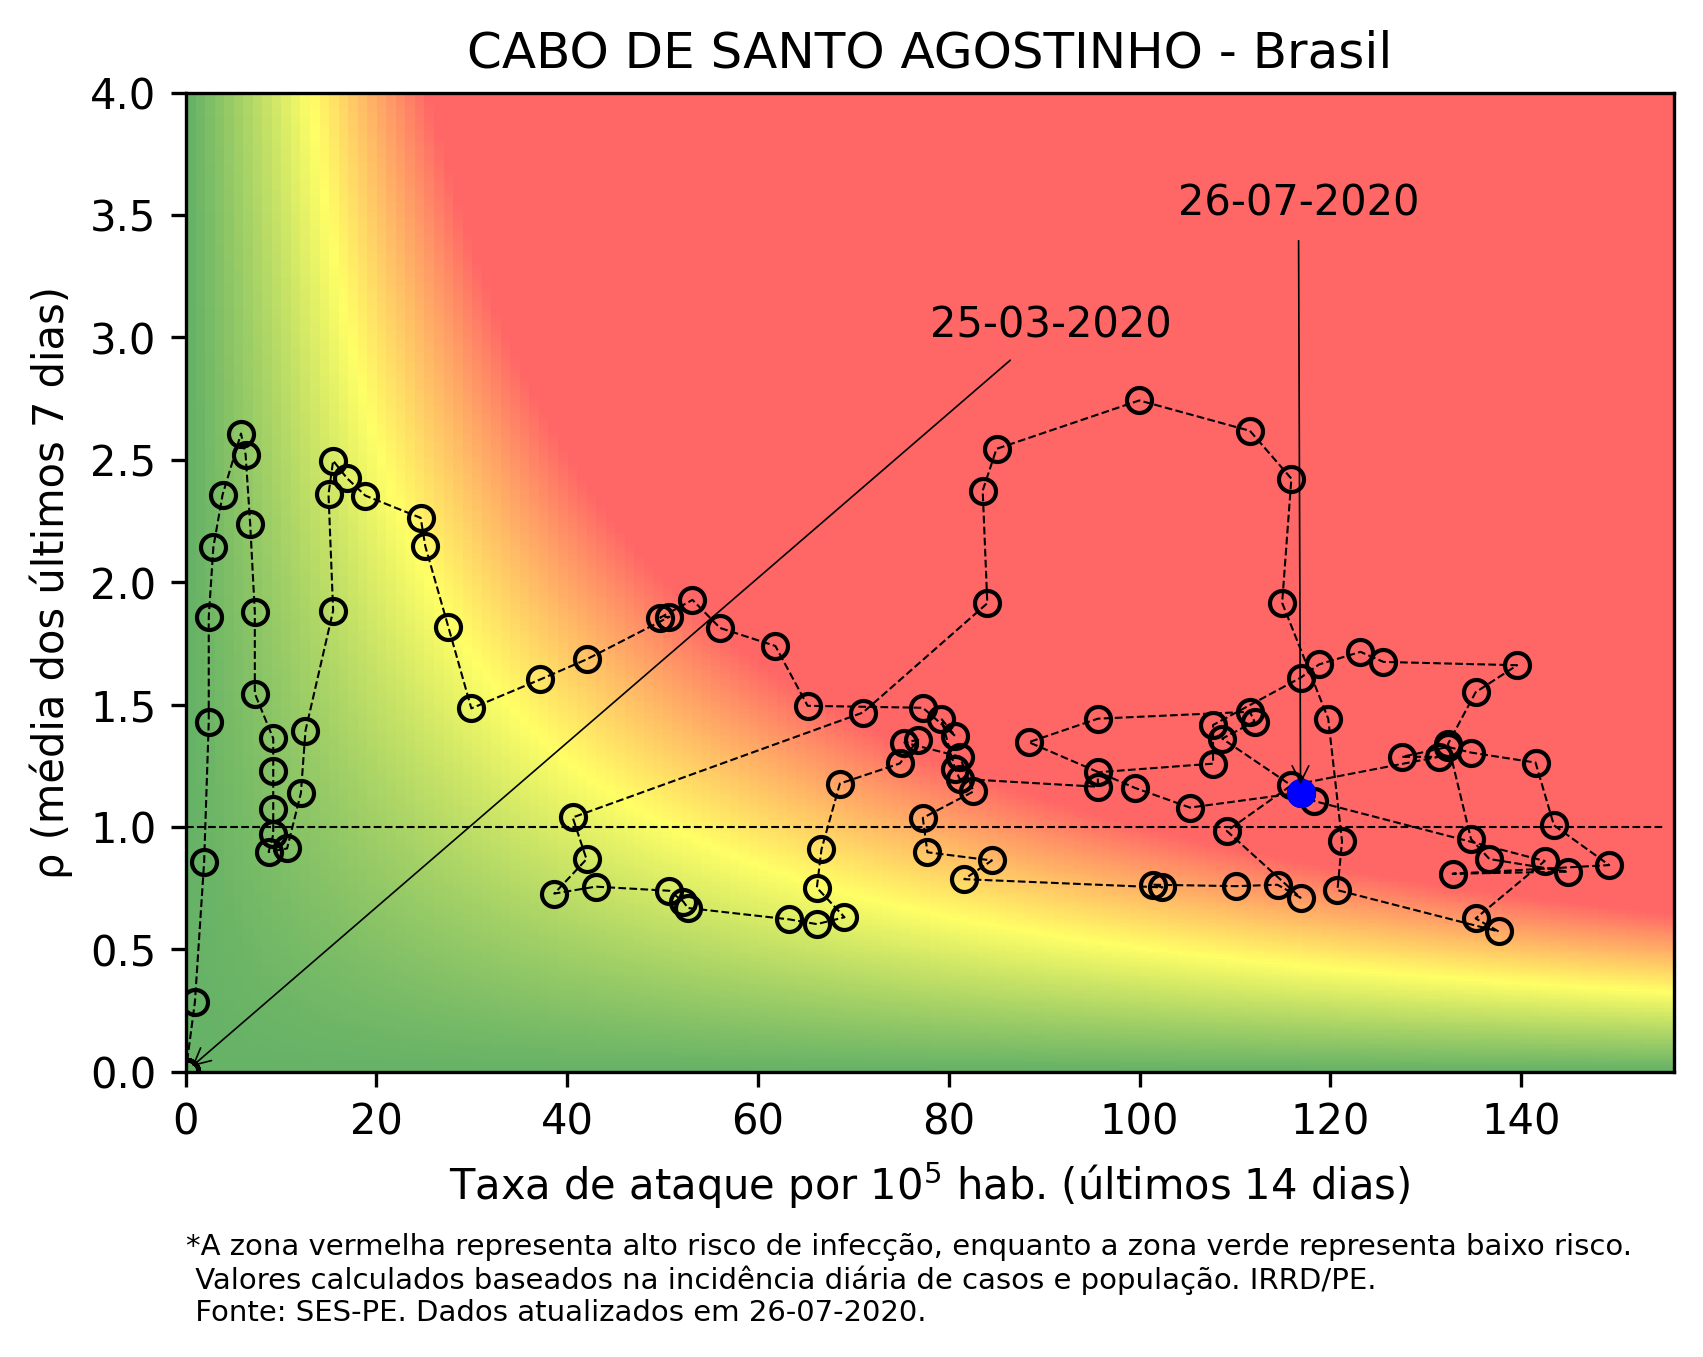 CABO DE SANTO AGOSTINHO - Brasil
4.0
3.5
3.0
2.5
2.0
1.5
1.0
0.5
0.0
ρ (média dos últimos 7 dias)
26-07-2020
25-03-2020
0 20 40 60 80 100 120 140
Taxa de ataque por 10⁵ hab. (últimos 14 dias)
*A zona vermelha representa alto risco de infecção, enquanto a zona verde representa baixo risco.
Valores calculados baseados na incidência diária de casos e população. IRRD/PE.
Fonte: SES-PE. Dados atualizados em 26-07-2020.